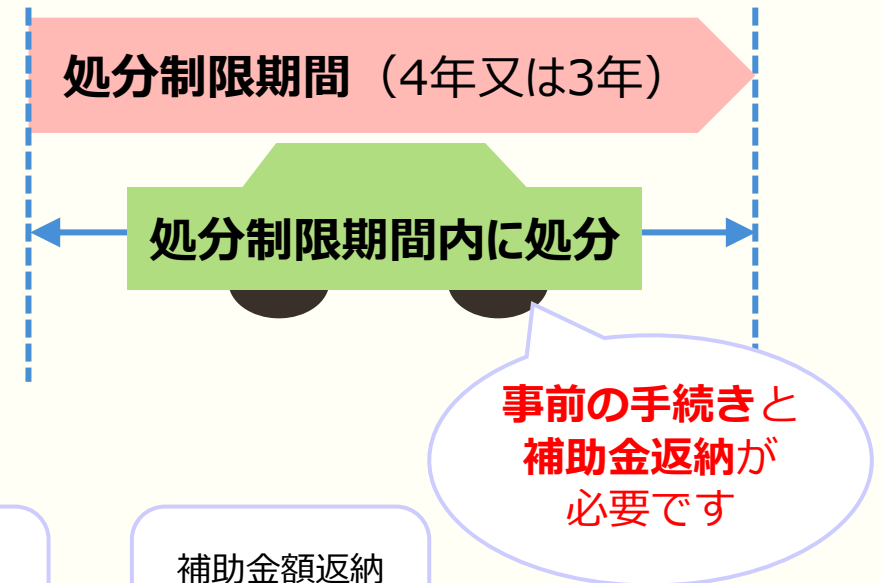 処分制限期間（4年又は3年）
処分制限期間内に処分
事前の手続きと
補助金返納が
必要です
補助金額返納